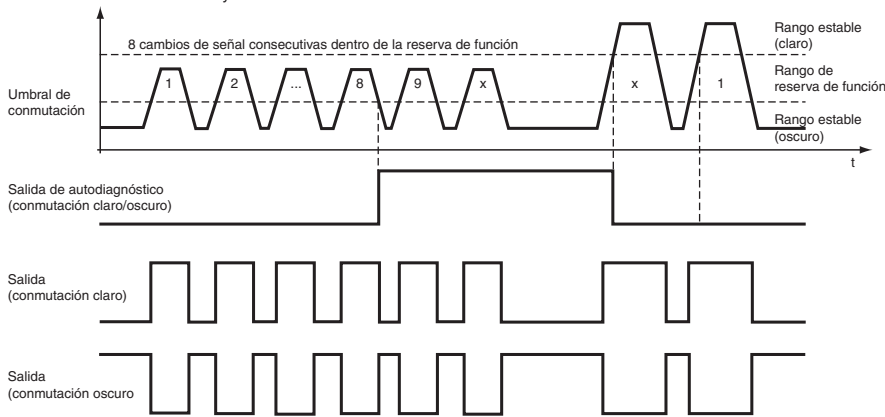 8 cambios de señal consecutivas dentro de la reserva de función
Rango estable
(claro)
Umbral de
conmutación
1 2 ... 8 9 x x 1
Rango de
reserva de función
Rango estable
(oscuro)
t
Salida de autodiagnóstico
(conmutación claro/oscuro)
Salida
(conmutación claro)
Salida
(conmutación oscuro